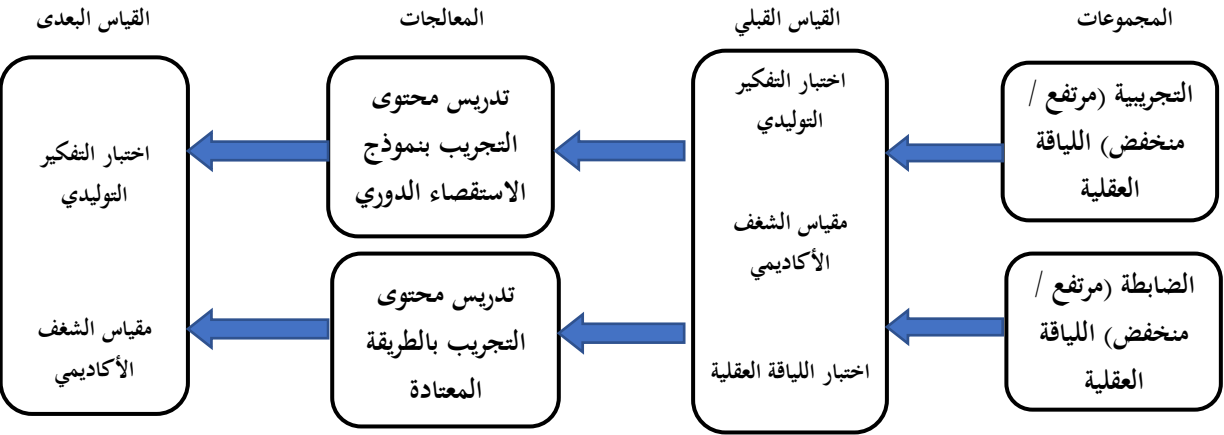 المجموعات
القياس القبلي
المعالجات
القياس البعدى
التجريبية (مرتفع /
منخفض) اللياقة
العقلية
الضابطة (مرتفع /
منخفض) اللياقة
العقلية
اختبار التفكير
التوليدي
مقياس الشغف
الأكاديمي
اختبار اللياقة العقلية
تدريس محتوى
التجريب بنموذج
الاستقصاء الدوري
تدريس محتوى
التجريب بالطريقة
المعتادة
اختبار التفكير
التوليدي
مقياس الشغف
الأكاديمي